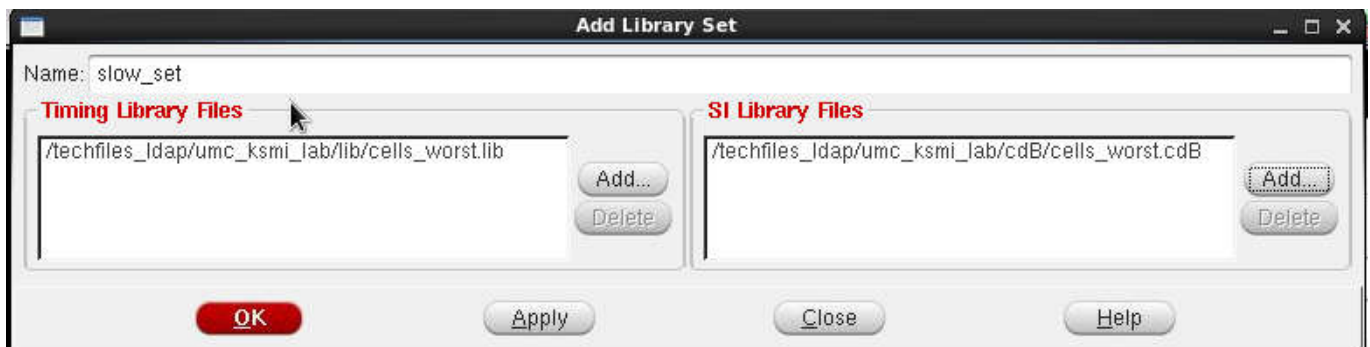 Add Library Set
Name: slow_set
Timing Library Files
SI Library Files
/techfiles_ldap/umc_ksmi_lab/lib/cells_worst.lib
Add...
Delete
/techfiles_ldap/umc_ksmi_lab/cdB/cells_worst.cdB
Add...
Delete
OK
Apply
Close
Help